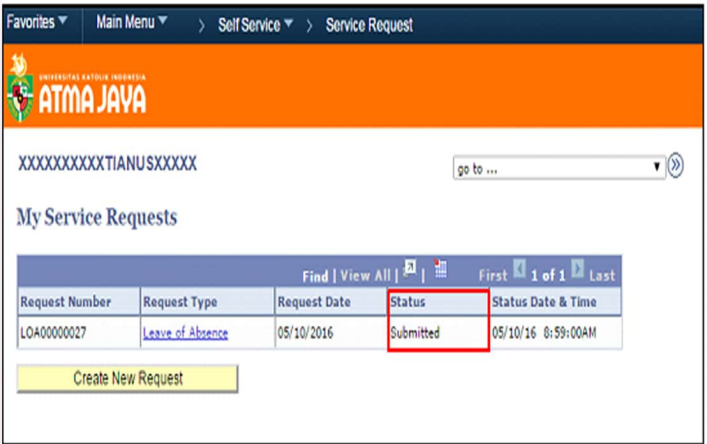 Favorites Main Menu > Self Service > Service Request
UNIVERSITAS KATOLIK INDONESIA
ATMA JAYA
XXXXXXXXXXTIANUSXXXXX
go to ...
My Service Requests
Find | View All | | First 1 of 1 Last
Request Number Request Type Request Date Status Status Date & Time
LOA00000027 Leave of Absence 05/10/2016 Submitted 05/10/16 8:59:00AM
Create New Request